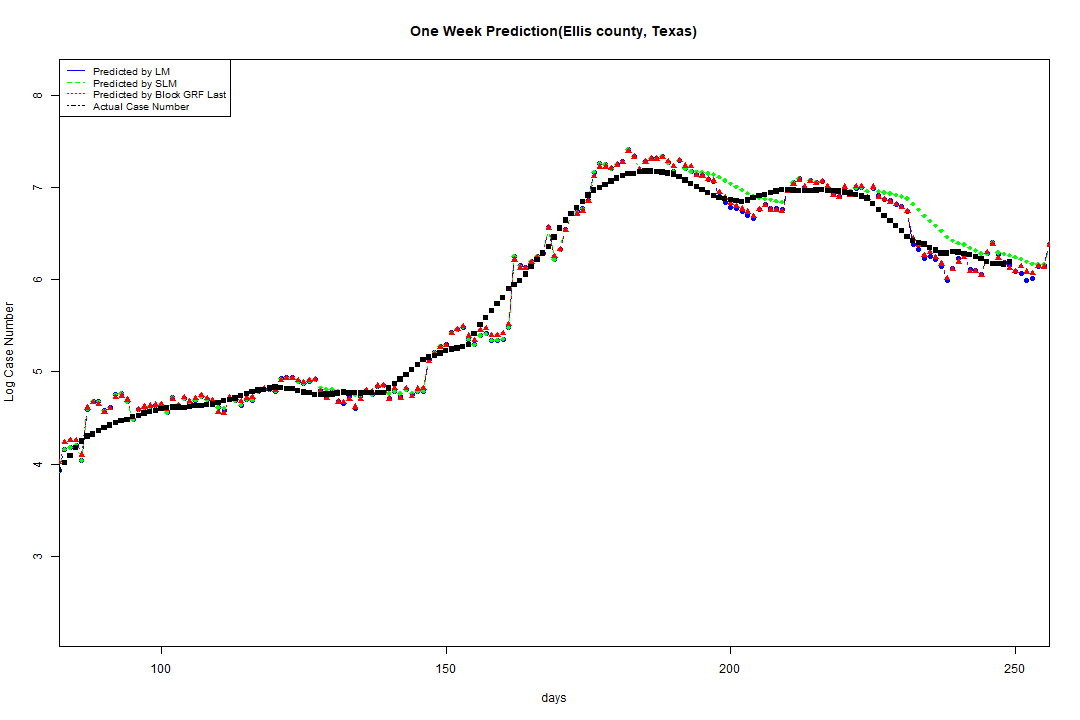 One Week Prediction(Ellis county, Texas)
Predicted by LM
Predicted by SLM
Predicted by Block GRF Last
Actual Case Number
8
7
6
5
4
3
Log Case Number
100 150 200 250
days